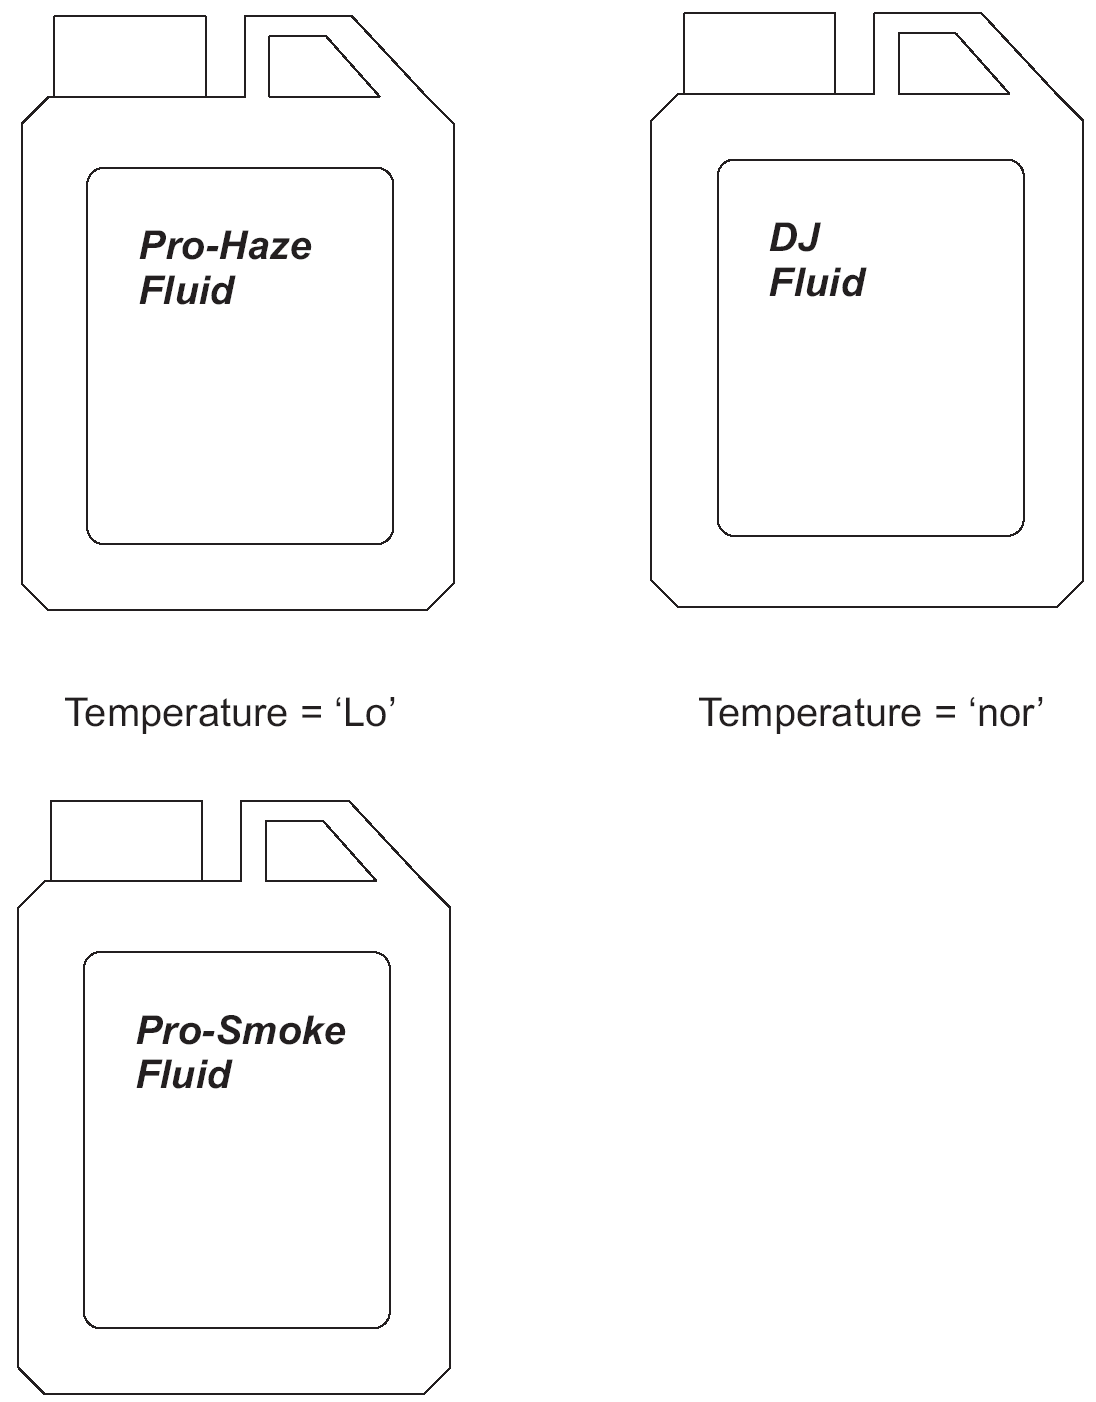 Pro-Haze
Fluid
DJ
Fluid
Temperature = ‘Lo’
Temperature = ‘nor’
Pro-Smoke
Fluid